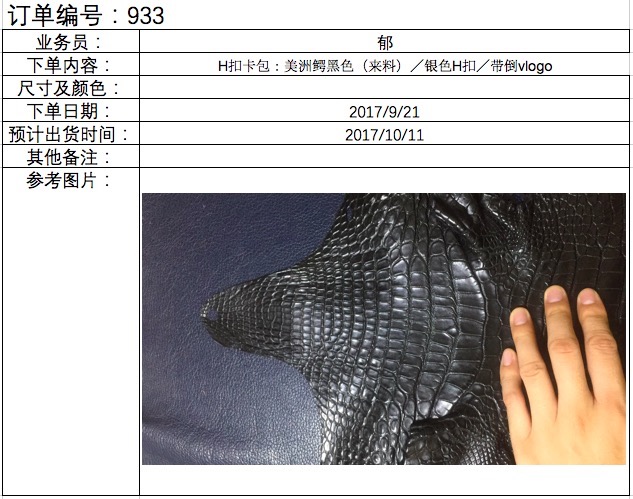 订单编号：933
业务员： 郁
下单内容： H扣卡包：美洲鳄黑色（来料）／银色H扣／带倒vlogo
尺寸及颜色：
下单日期： 2017/9/21
预计出货时间： 2017/10/11
其他备注：
参考图片：